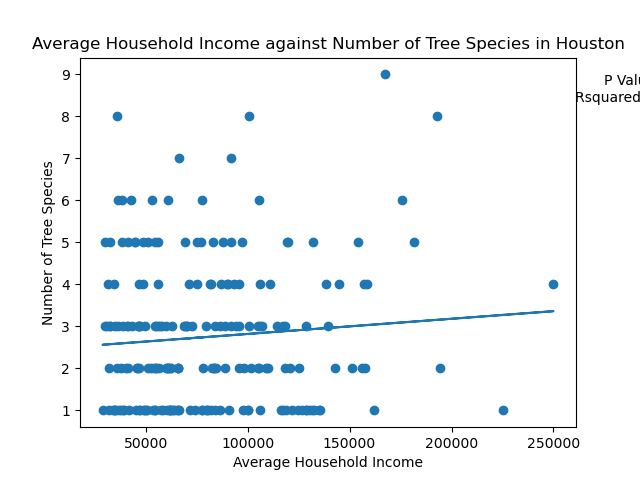 Average Household Income against Number of Tree Species in Houston
P Valu
Rsquared
Number of Tree Species
9
8
7
6
5
4
3
2
1
50000
100000
150000
200000
250000
Average Household Income